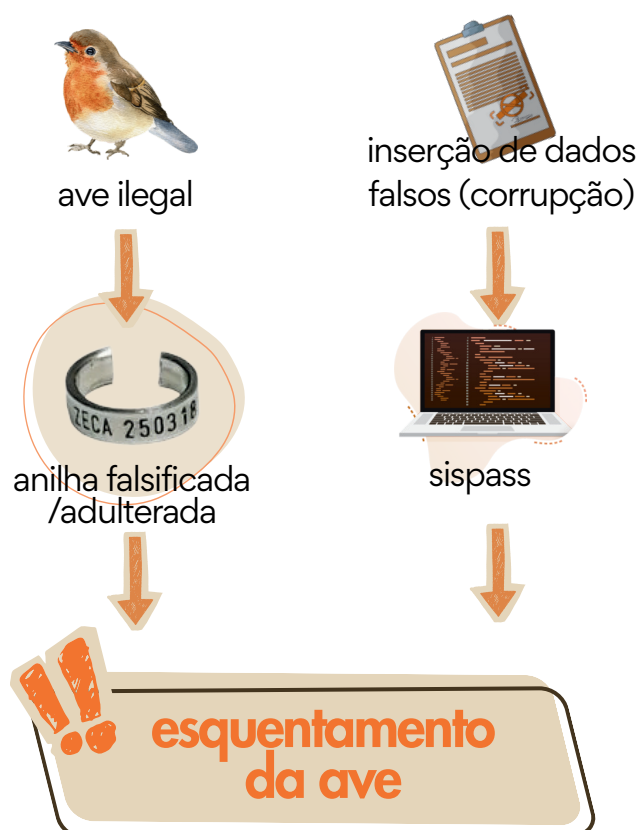 ave ilegal
inserção de dados
falsos (corrupção)
ZECA 250318
anilha falsificada
/adulterada
sispass
esquentamento
da ave